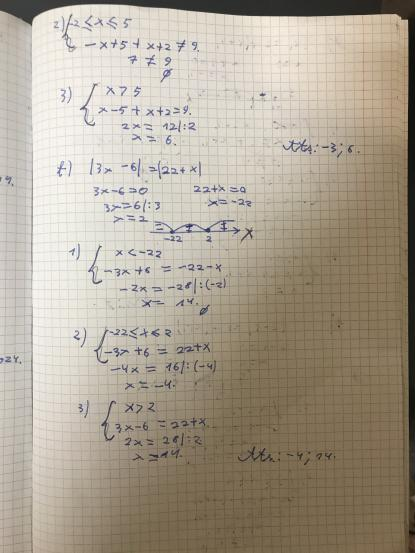 2) { -2 ≤ x ≤ 5
-x+5 + x+2 ≠ 9.
7 ≠ 9
∅
3) { x > 5
x-5 + x+2 = 9.
2x = 12 |:2
x = 6.
Ats.: -3; 6.
f) |3x - 6| = |22+x|
3x-6=0 22+x=0
3x=6|:3 x=-22
x=2
-22 2 x
1) { x < -22
-3x+6 = -22-x
-2x = -28|:(-2)
x = 14.
∅
2) { -22 ≤ x ≤ 2
-3x+6 = 22+x
-4x = 16|:(-4)
x = -4.
3) { x > 2
3x-6 = 22+x.
2x = 28|:2
x = 14.
Ats.: -4; 14.